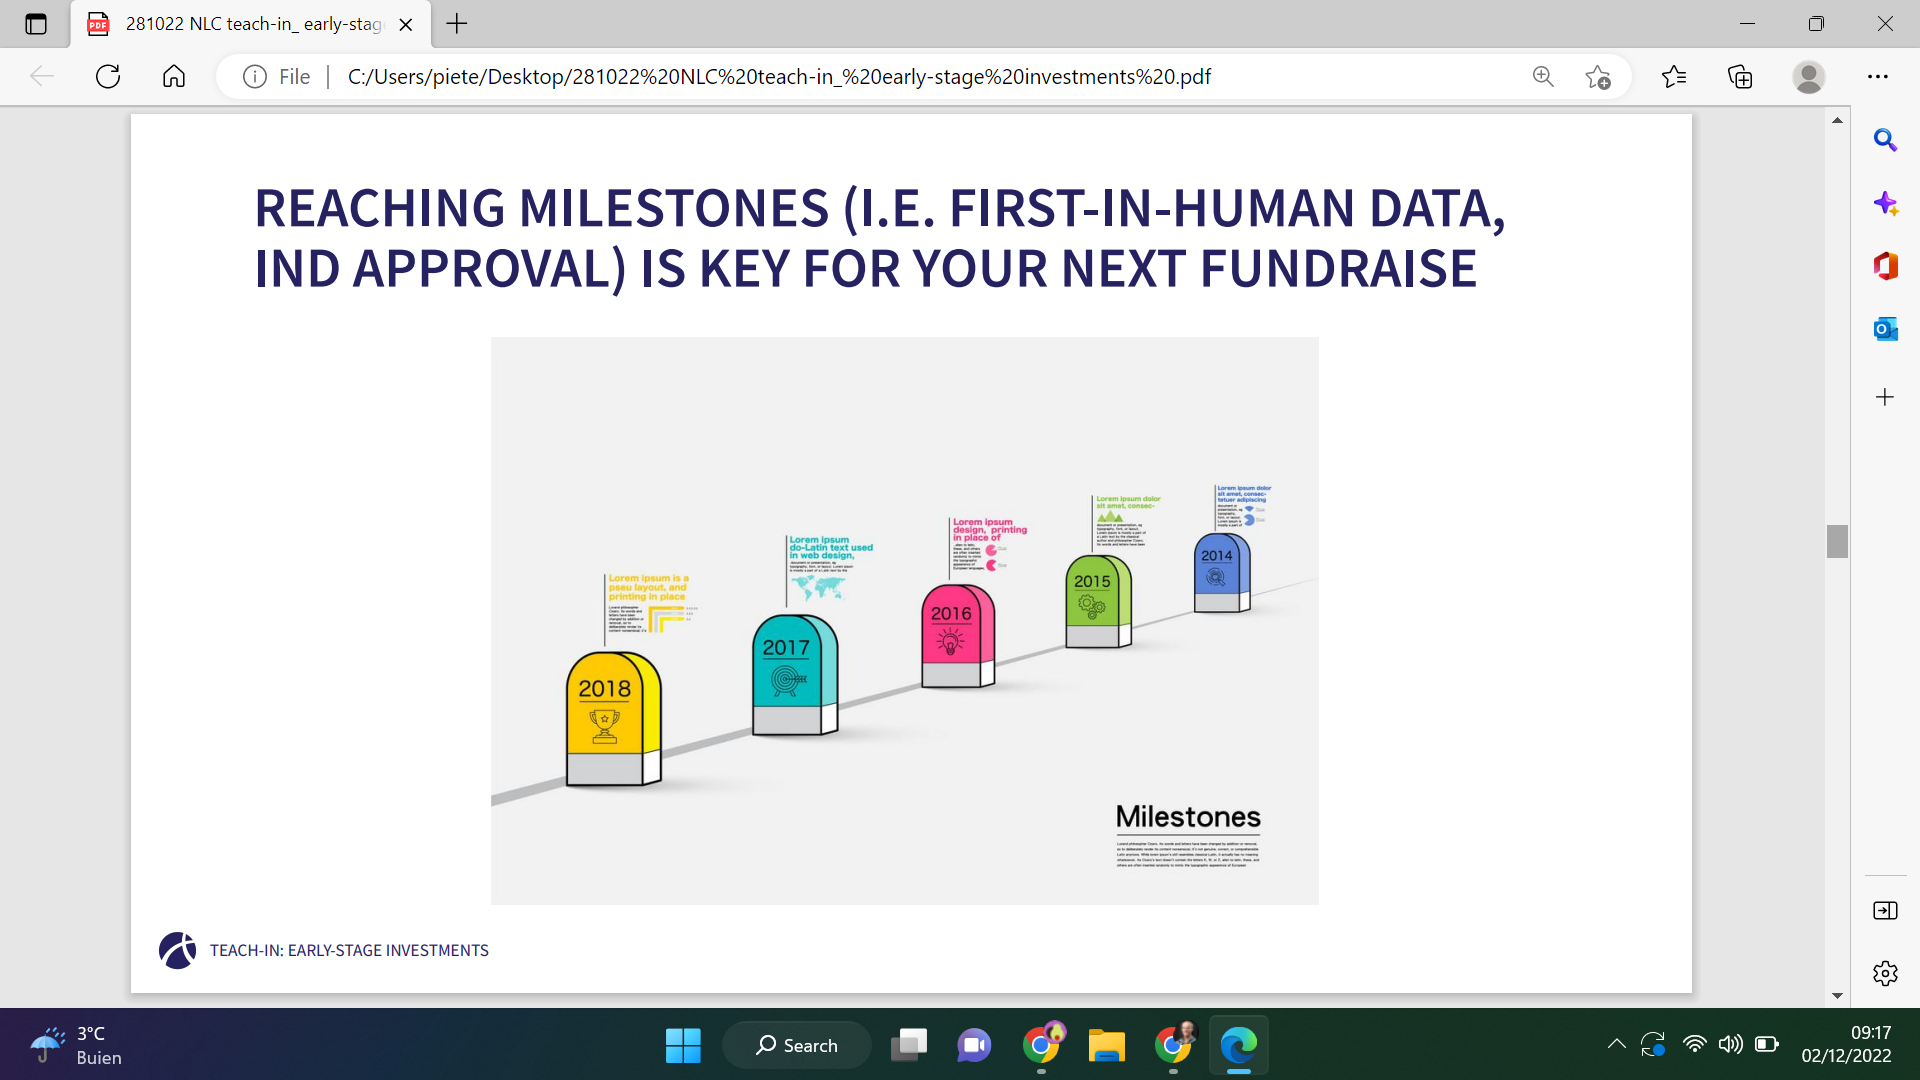 281022 NLC teach-in_ early-stag
File
C:/Users/piete/Desktop/281022%20NLC%20teach-in_%20early-stage%20investments%20.pdf
REACHING MILESTONES (I.E. FIRST-IN-HUMAN DATA,
IND APPROVAL) IS KEY FOR YOUR NEXT FUNDRAISE
Lorem ipsum is a
pseu layout, and
printing in place
2018
Lorem ipsum
do-Latin text used
in web design,
2017
Lorem ipsum
design, printing
in place of
2016
Lorem ipsum dolor
sit amet, consec-
2015
Lorem ipsum dolor
sit amet, consec-
tetuer adipiscing
2014
Milestones
TEACH-IN: EARLY-STAGE INVESTMENTS
3°C
Buien
Search
09:17
02/12/2022